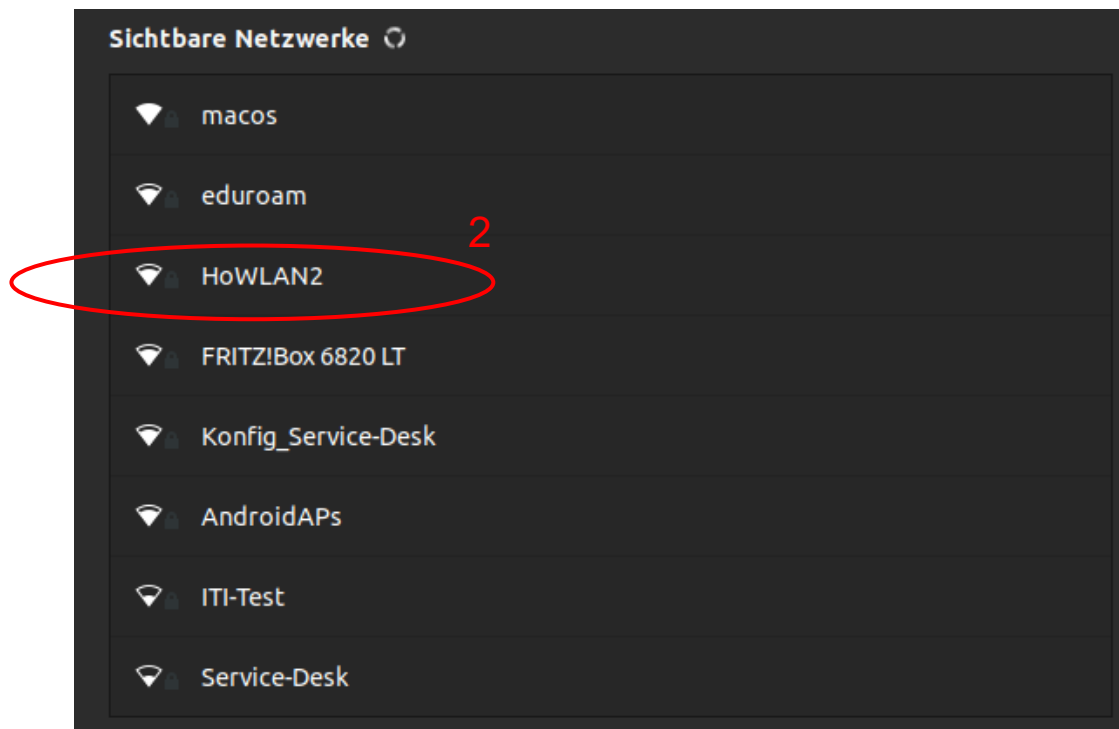 Sichtbare Netzwerke
macos
eduroam
2
HoWLAN2
FRITZ!Box 6820 LT
Konfig_Service-Desk
AndroidAPs
ITI-Test
Service-Desk